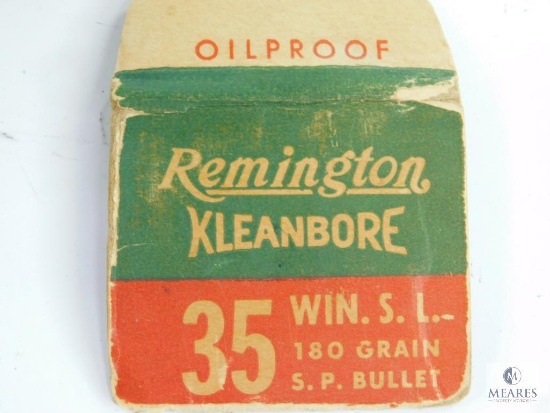 OILPROOF
Remington
KLEANBORE
35
WIN. S. L.
180 GRAIN
S. P. BULLET
M
MEARES